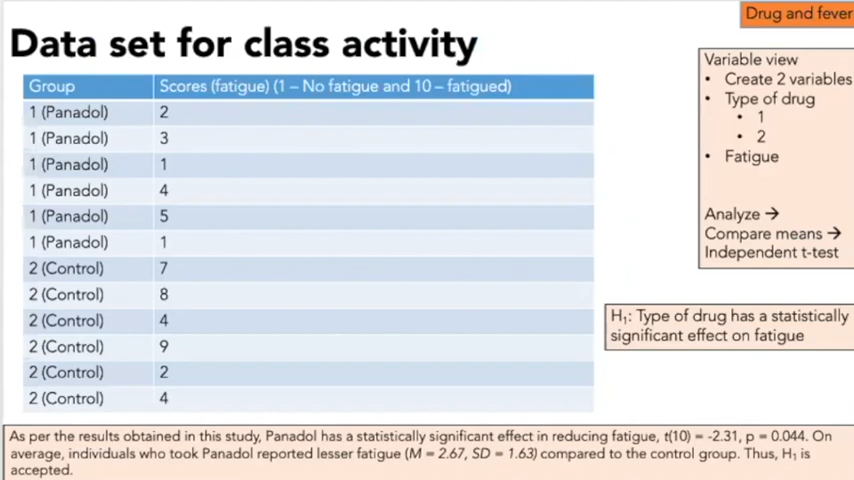 Drug and fever
Data set for class activity
Group Scores (fatigue) (1 – No fatigue and 10 – fatigued)
1 (Panadol) 2
1 (Panadol) 3
1 (Panadol) 1
1 (Panadol) 4
1 (Panadol) 5
1 (Panadol) 1
2 (Control) 7
2 (Control) 8
2 (Control) 4
2 (Control) 9
2 (Control) 2
2 (Control) 4
Variable view
• Create 2 variables
• Type of drug
• 1
• 2
• Fatigue
Analyze →
Compare means →
Independent t-test
H₁: Type of drug has a statistically
significant effect on fatigue
As per the results obtained in this study, Panadol has a statistically significant effect in reducing fatigue, t(10) = -2.31, p = 0.044. On
average, individuals who took Panadol reported lesser fatigue (M = 2.67, SD = 1.63) compared to the control group. Thus, H₁ is
accepted.